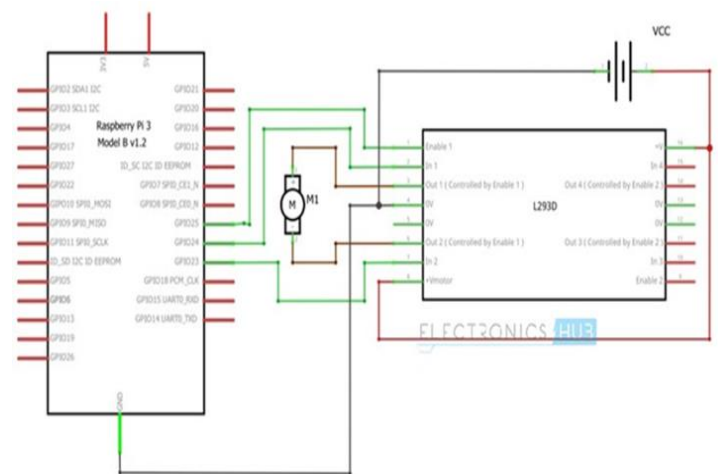 VCC
3V3
5V
GPIO2 SDA1 I2C
GPIO3 SCL1 I2C
GPIO4
GPIO17
GPIO27
GPIO22
GPIO10 SPI0_MOSI
GPIO9 SPI0_MISO
GPIO11 SPI0_SCLK
ID_SD I2C ID EEPROM
GPIO5
GPIO6
GPIO13
GPIO19
GPIO26
Raspberry Pi 3
Model B v1.2
GPIO21
GPIO20
GPIO16
GPIO12
ID_SC I2C ID EEPROM
GPIO7 SPI0_CE1_N
GPIO8 SPI0_CE0_N
GPIO25
GPIO24
GPIO23
GPIO18 PCM_CLK
GPIO15 UART0_RXD
GPIO14 UART0_TXD
GND
M
M1
Enable 1
In 1
Out 1 ( Controlled by Enable 1 )
0V
0V
Out 2 ( Controlled by Enable 1 )
In 2
+Vmotor
L293D
+V
In 4
Out 4 ( Controlled by Enable 2 )
0V
0V
Out 3 ( Controlled by Enable 2 )
In 3
Enable 2
ELECTRONICS HUB